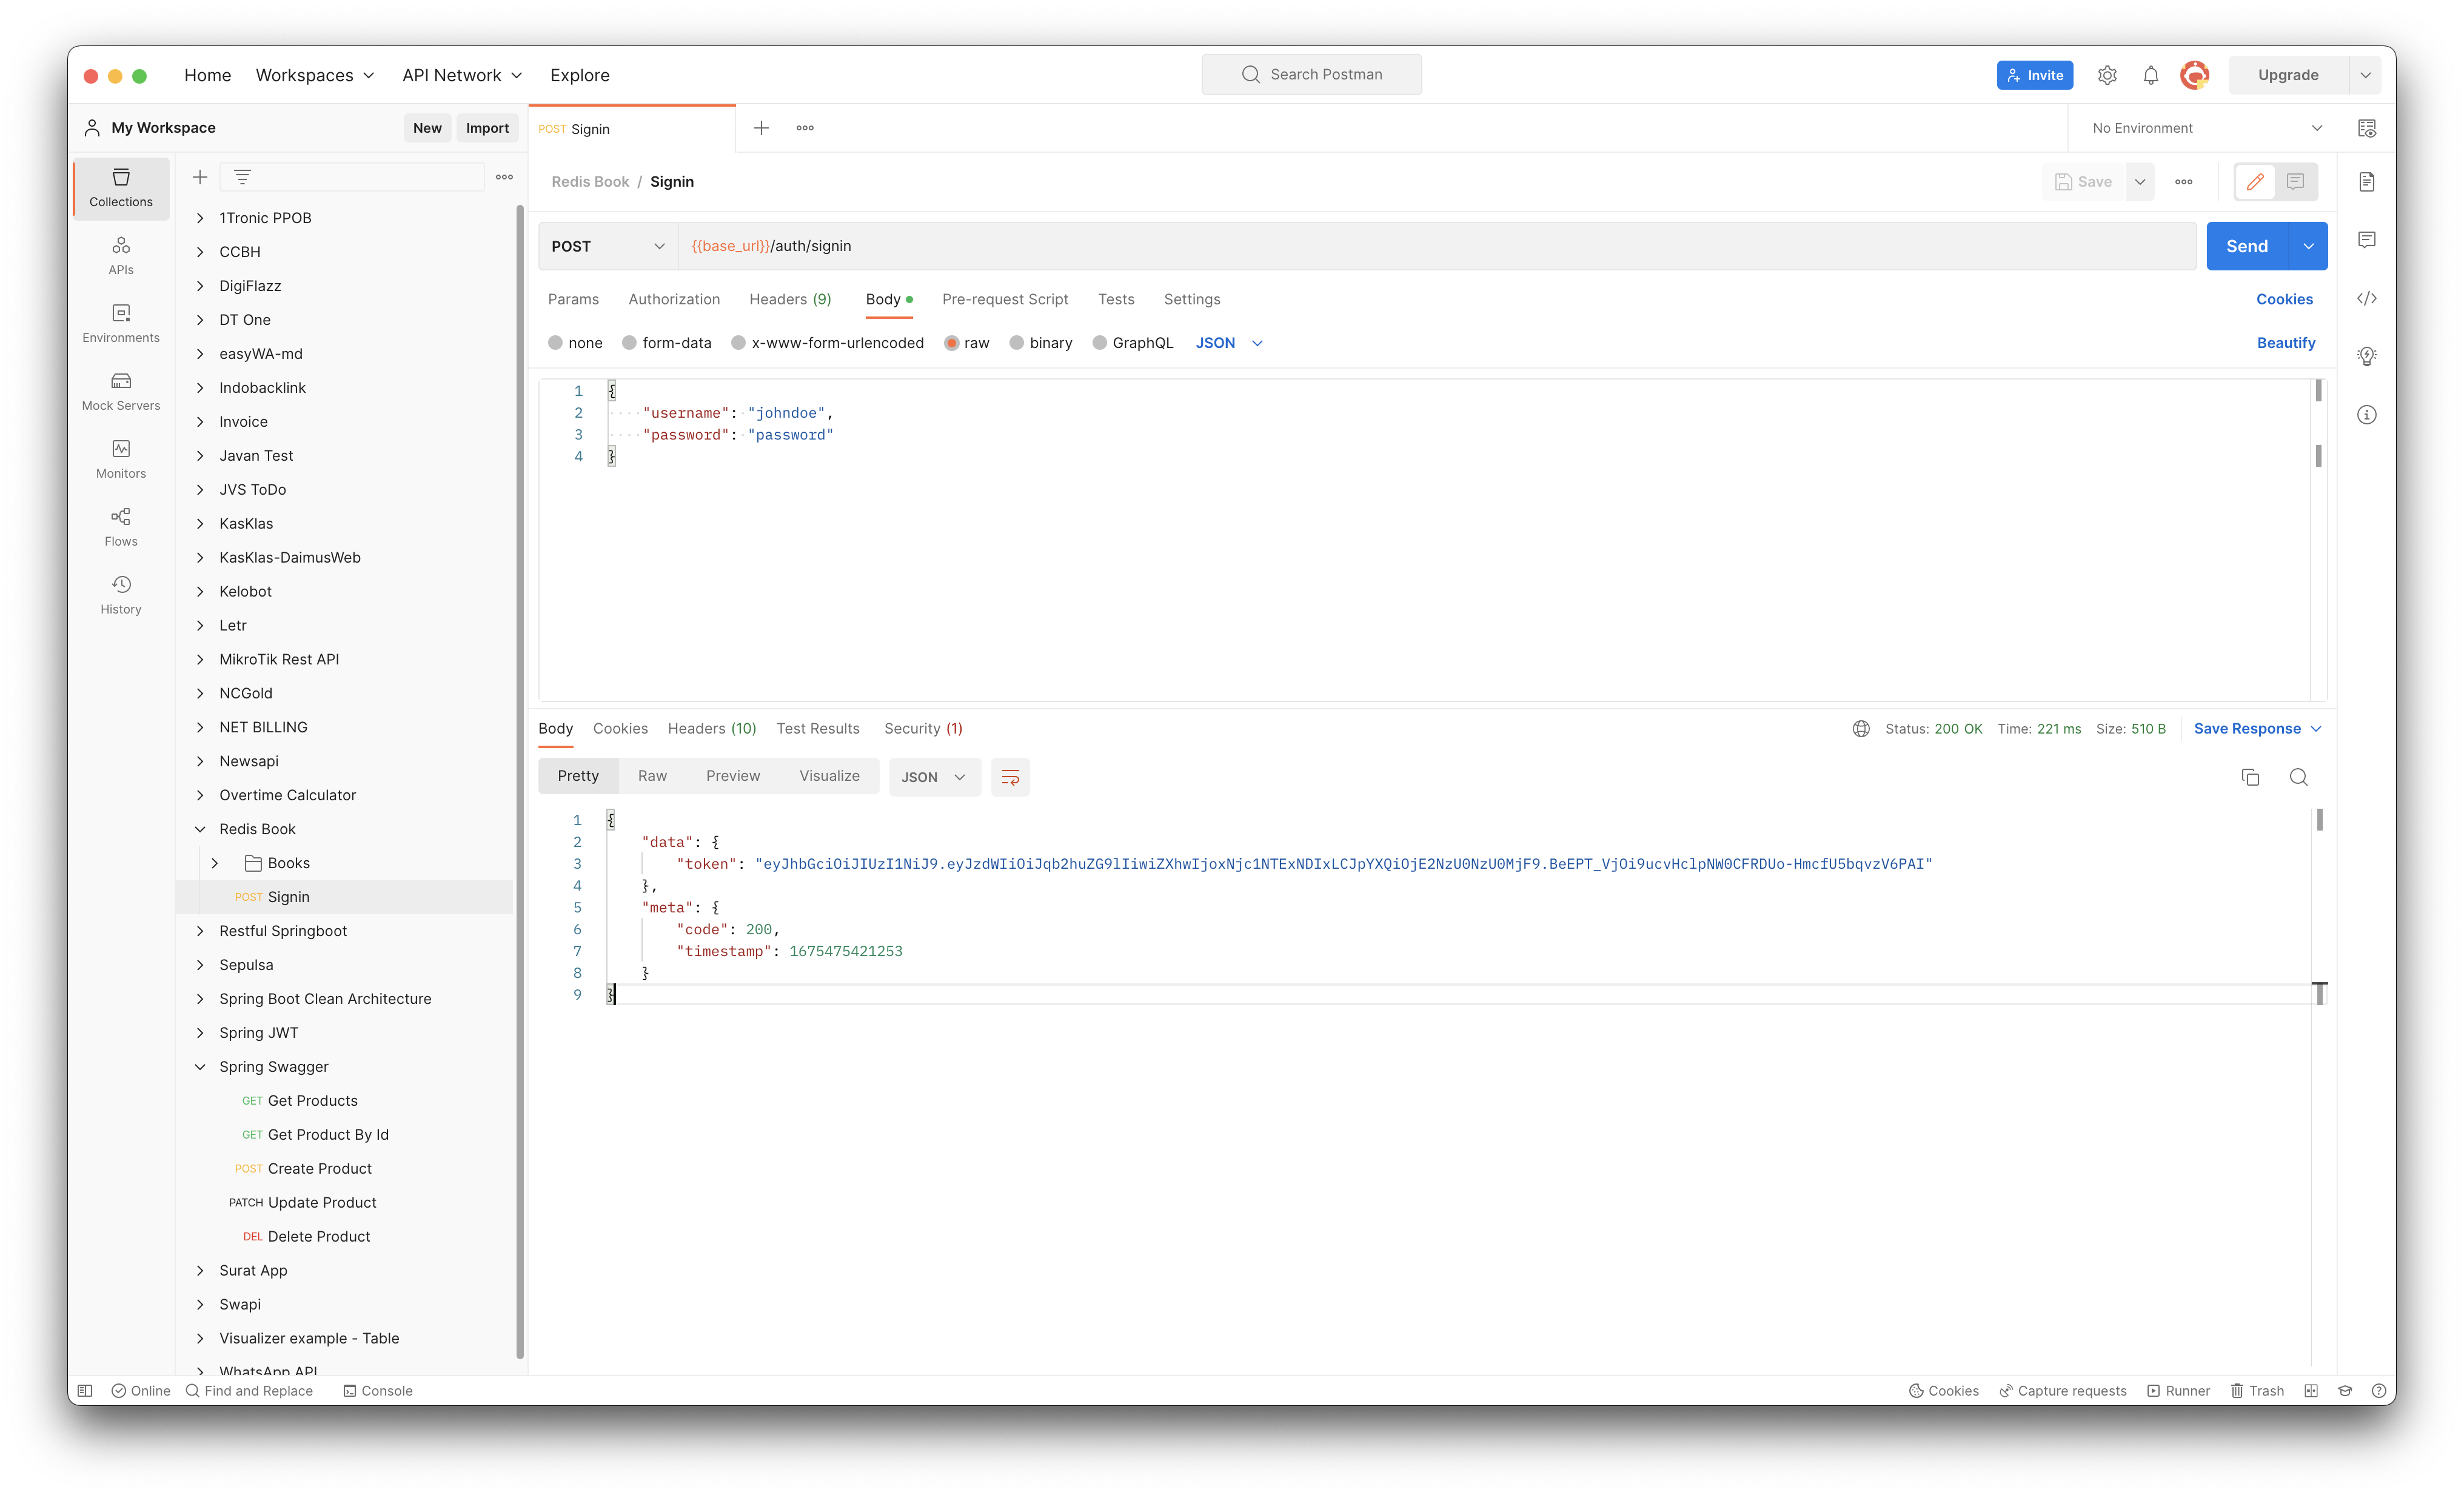 Home Workspaces API Network Explore
Search Postman
Invite
Upgrade
My Workspace
New
Import
POST Signin
No Environment
Collections
APIs
Environments
Mock Servers
Monitors
Flows
History
1Tronic PPOB
CCBH
DigiFlazz
DT One
easyWA-md
Indobacklink
Invoice
Javan Test
JVS ToDo
KasKlas
KasKlas-DaimusWeb
Kelobot
Letr
MikroTik Rest API
NCGold
NET BILLING
Newsapi
Overtime Calculator
Redis Book
Books
POST Signin
Restful Springboot
Sepulsa
Spring Boot Clean Architecture
Spring JWT
Spring Swagger
GET Get Products
GET Get Product By Id
POST Create Product
PATCH Update Product
DEL Delete Product
Surat App
Swapi
Visualizer example - Table
WhatsApp API
Redis Book / Signin
Save
POST
{{base_url}}/auth/signin
Send
Params Authorization Headers (9) Body Pre-request Script Tests Settings
Cookies
none form-data x-www-form-urlencoded raw binary GraphQL JSON
Beautify
1 {
2 "username": "johndoe",
3 "password": "password"
4 }
Body Cookies Headers (10) Test Results Security (1)
Status: 200 OK Time: 221 ms Size: 510 B
Save Response
Pretty Raw Preview Visualize JSON
1 {
2 "data": {
3 "token": "eyJhbGciOiJIUzI1NiJ9.eyJzdWIiOiJqb2huZG9lIiwiZXhwIjoxNjc1NTExNDIxLCJpYXQiOjE2NzU0NzU0MjF9.BeEPT_VjOi9ucvHclpNW0CFRDUo-HmcfU5bqvzV6PAI"
4 },
5 "meta": {
6 "code": 200,
7 "timestamp": 1675475421253
8 }
9 }
Online Find and Replace Console
Cookies Capture requests Runner Trash